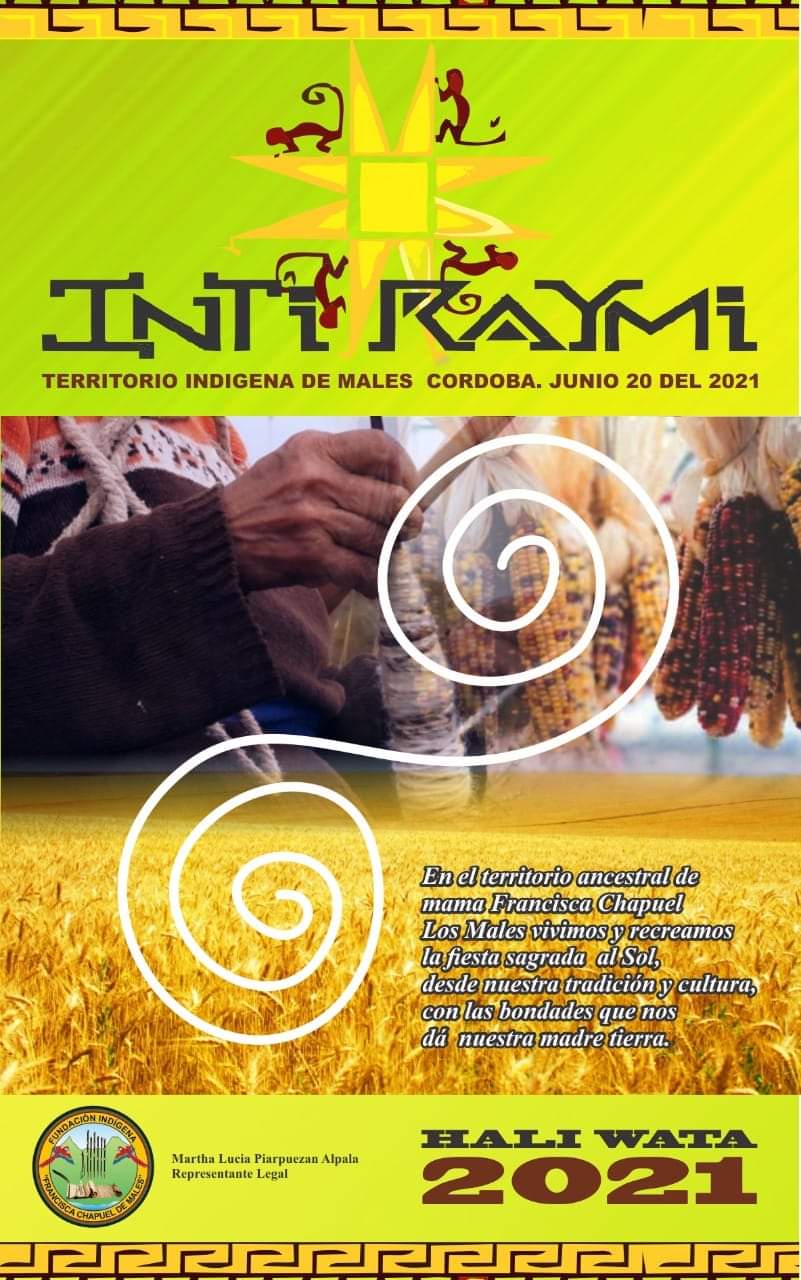 INTI RAYMI
TERRITORIO INDIGENA DE MALES CORDOBA. JUNIO 20 DEL 2021
En el territorio ancestral de
mama Francisca Chapuel
Los Males vivimos y recreamos
la fiesta sagrada al Sol,
desde nuestra tradición y cultura,
con las bondades que nos
dá nuestra madre tierra.
FUNDACIÓN INDIGENA
"FRANCISCA CHAPUEL DE MALES"
Martha Lucia Piarpuezan Alpala
Representante Legal
HALI WATA
2021